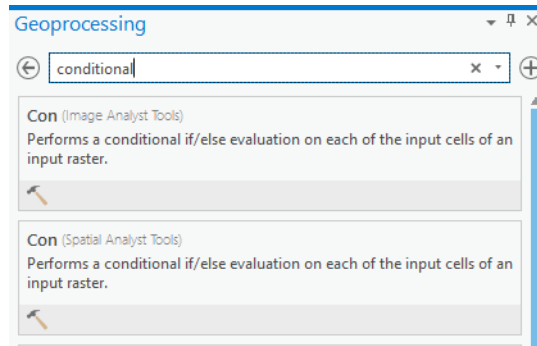 Geoprocessing
conditional
Con (Image Analyst Tools)
Performs a conditional if/else evaluation on each of the input cells of an
input raster.
Con (Spatial Analyst Tools)
Performs a conditional if/else evaluation on each of the input cells of an
input raster.